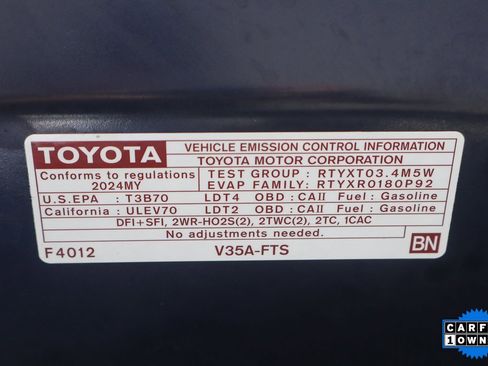 TOYOTA
VEHICLE EMISSION CONTROL INFORMATION
TOYOTA MOTOR CORPORATION
Conforms to regulations
2024MY
TEST GROUP : RTYXT03.4M5W
EVAP FAMILY: RTYXR0180P92
U.S.EPA : T3B70 LDT4 OBD : CAII Fuel : Gasoline
California : ULEV70 LDT2 OBD : CAII Fuel : Gasoline
DFI+SFI, 2WR-HO2S(2), 2TWC(2), 2TC, 1CAC
No adjustments needed.
F4012 V35A-FTS BN
CARF
1 OWN